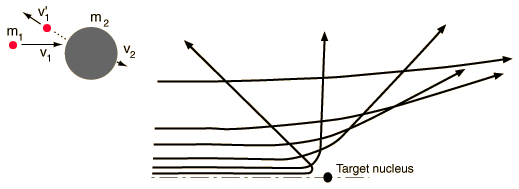 v'₁
m₁
m₂
v₁
v₂
Target nucleus